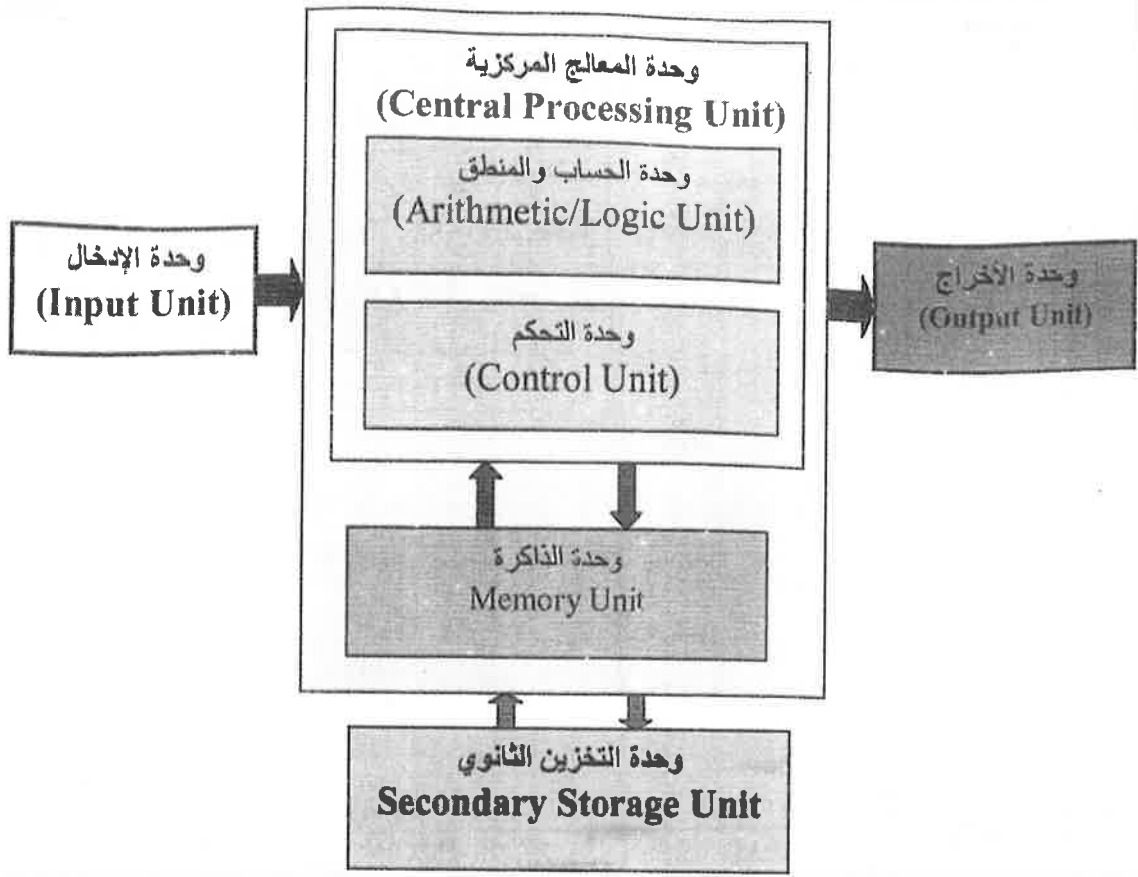 وحدة المعالج المركزية
(Central Processing Unit)
وحدة الحساب والمنطق
(Arithmetic/Logic Unit)
وحدة الإدخال
(Input Unit)
وحدة الأخراج
(Output Unit)
وحدة التحكم
(Control Unit)
وحدة الذاكرة
Memory Unit
وحدة التخزين الثانوي
Secondary Storage Unit